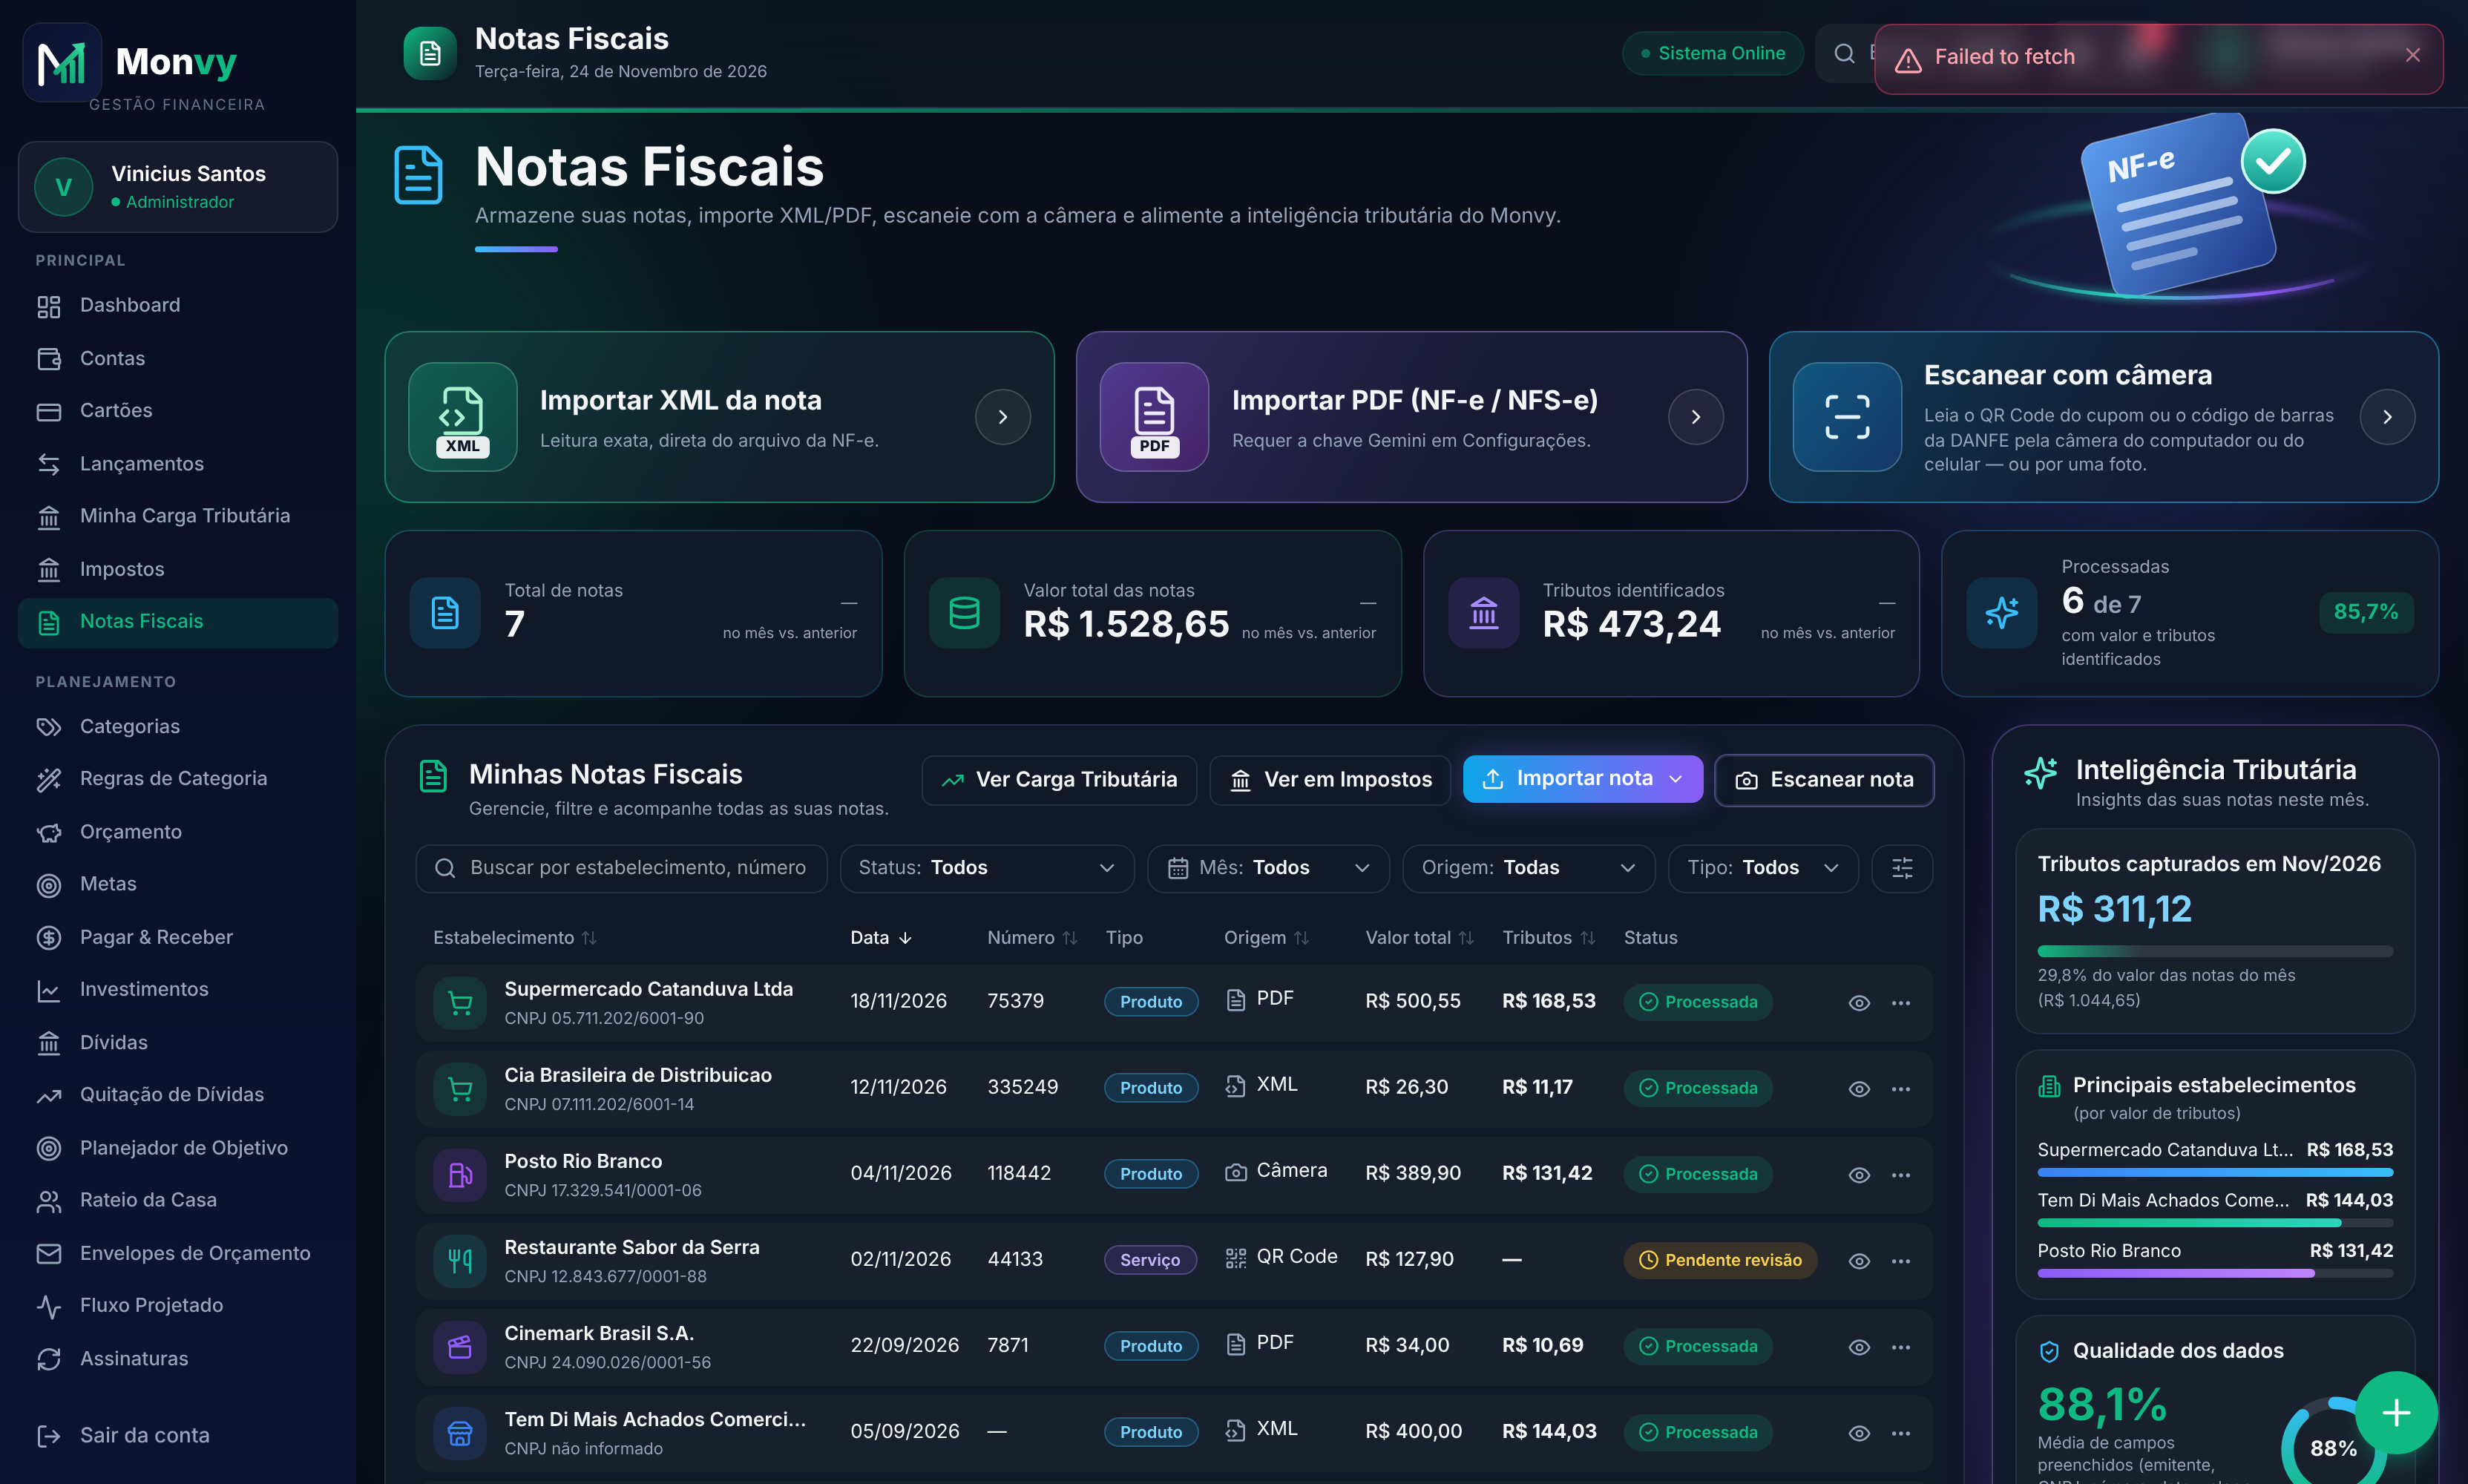 Monvy
GESTÃO FINANCEIRA
V
Vinicius Santos
Administrador
PRINCIPAL
Dashboard
Contas
Cartões
Lançamentos
Minha Carga Tributária
Impostos
Notas Fiscais
PLANEJAMENTO
Categorias
Regras de Categoria
Orçamento
Metas
Pagar & Receber
Investimentos
Dívidas
Quitação de Dívidas
Planejador de Objetivo
Rateio da Casa
Envelopes de Orçamento
Fluxo Projetado
Assinaturas
Sair da conta
Notas Fiscais
Terça-feira, 24 de Novembro de 2026
Sistema Online
Failed to fetch
Notas Fiscais
Armazene suas notas, importe XML/PDF, escaneie com a câmera e alimente a inteligência tributária do Monvy.
NF-e
XML
Importar XML da nota
Leitura exata, direta do arquivo da NF-e.
PDF
Importar PDF (NF-e / NFS-e)
Requer a chave Gemini em Configurações.
Escanear com câmera
Leia o QR Code do cupom ou o código de barras
da DANFE pela câmera do computador ou do
celular — ou por uma foto.
Total de notas
7
—
no mês vs. anterior
Valor total das notas
R$ 1.528,65
—
no mês vs. anterior
Tributos identificados
R$ 473,24
—
no mês vs. anterior
Processadas
6 de 7
com valor e tributos
identificados
85,7%
Minhas Notas Fiscais
Gerencie, filtre e acompanhe todas as suas notas.
Ver Carga Tributária
Ver em Impostos
Importar nota
Escanear nota
Buscar por estabelecimento, número
Status: Todos
Mês: Todos
Origem: Todas
Tipo: Todos
Estabelecimento Data Número Tipo Origem Valor total Tributos Status
Supermercado Catanduva Ltda
CNPJ 05.711.202/6001-90
18/11/2026 75379 Produto PDF R$ 500,55 R$ 168,53 Processada
Cia Brasileira de Distribuicao
CNPJ 07.111.202/6001-14
12/11/2026 335249 Produto XML R$ 26,30 R$ 11,17 Processada
Posto Rio Branco
CNPJ 17.329.541/0001-06
04/11/2026 118442 Produto Câmera R$ 389,90 R$ 131,42 Processada
Restaurante Sabor da Serra
CNPJ 12.843.677/0001-88
02/11/2026 44133 Serviço QR Code R$ 127,90 — Pendente revisão
Cinemark Brasil S.A.
CNPJ 24.090.026/0001-56
22/09/2026 7871 Produto PDF R$ 34,00 R$ 10,69 Processada
Tem Di Mais Achados Comerci...
CNPJ não informado
05/09/2026 — Produto XML R$ 400,00 R$ 144,03 Processada
Inteligência Tributária
Insights das suas notas neste mês.
Tributos capturados em Nov/2026
R$ 311,12
29,8% do valor das notas do mês
(R$ 1.044,65)
Principais estabelecimentos
(por valor de tributos)
Supermercado Catanduva Lt... R$ 168,53
Tem Di Mais Achados Come... R$ 144,03
Posto Rio Branco R$ 131,42
Qualidade dos dados
88,1%
Média de campos
preenchidos (emitente,
88%